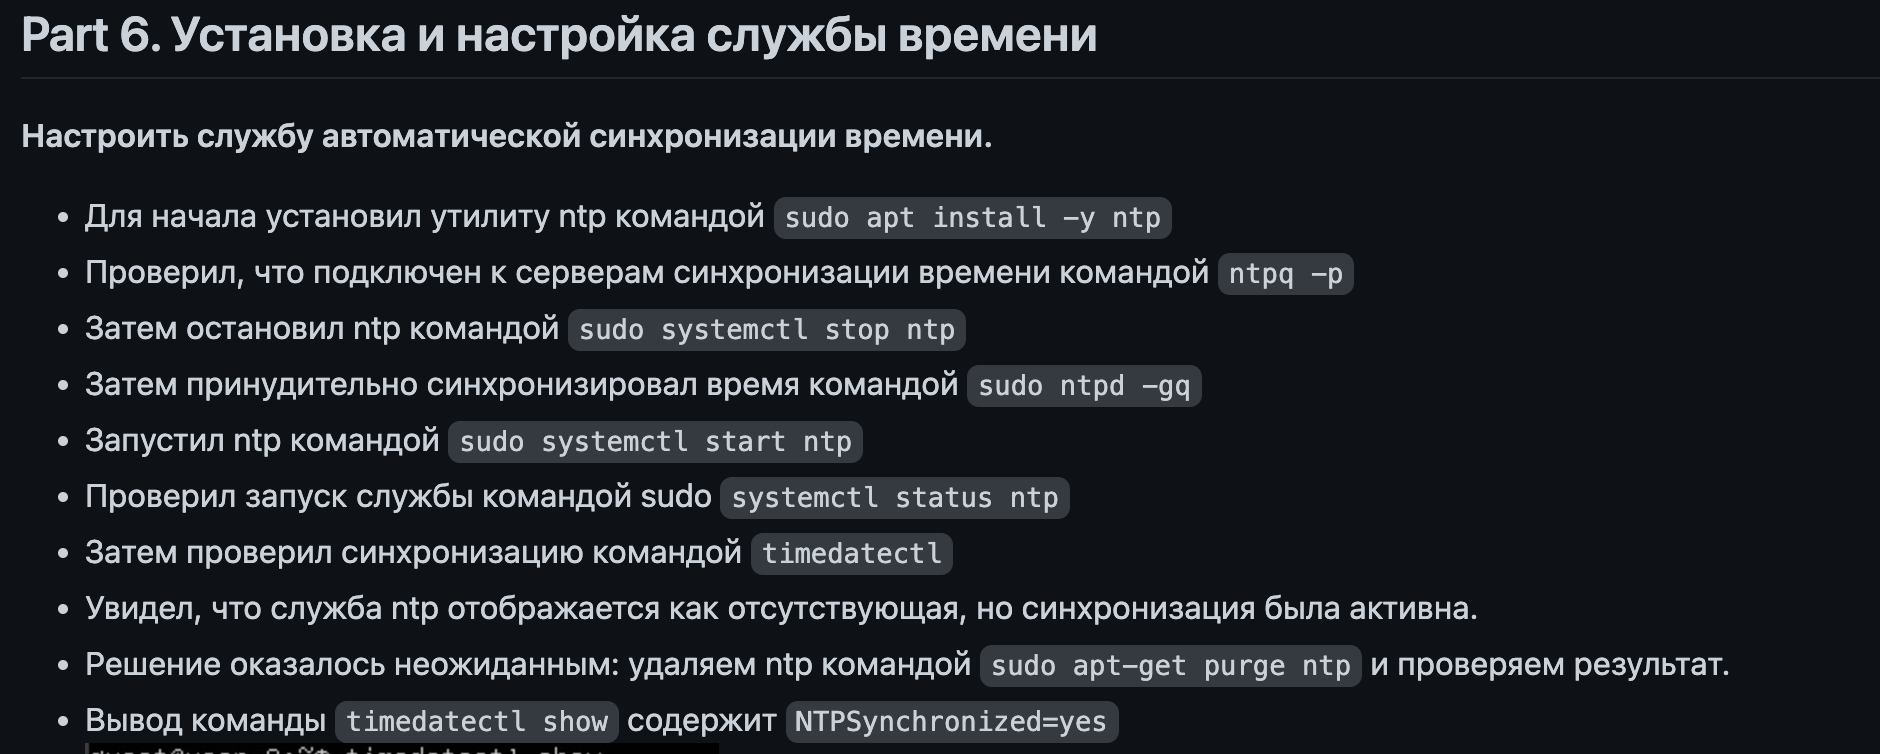 Part 6. Установка и настройка службы времени
Настроить службу автоматической синхронизации времени.
• Для начала установил утилиту ntp командой sudo apt install -y ntp
• Проверил, что подключен к серверам синхронизации времени командой ntpq -p
• Затем остановил ntp командой sudo systemctl stop ntp
• Затем принудительно синхронизировал время командой sudo ntpd -gq
• Запустил ntp командой sudo systemctl start ntp
• Проверил запуск службы командой sudo systemctl status ntp
• Затем проверил синхронизацию командой timedatectl
• Увидел, что служба ntp отображается как отсутствующая, но синхронизация была активна.
• Решение оказалось неожиданным: удаляем ntp командой sudo apt-get purge ntp и проверяем результат.
• Вывод команды timedatectl show содержит NTPSynchronized=yes
timedatectl show